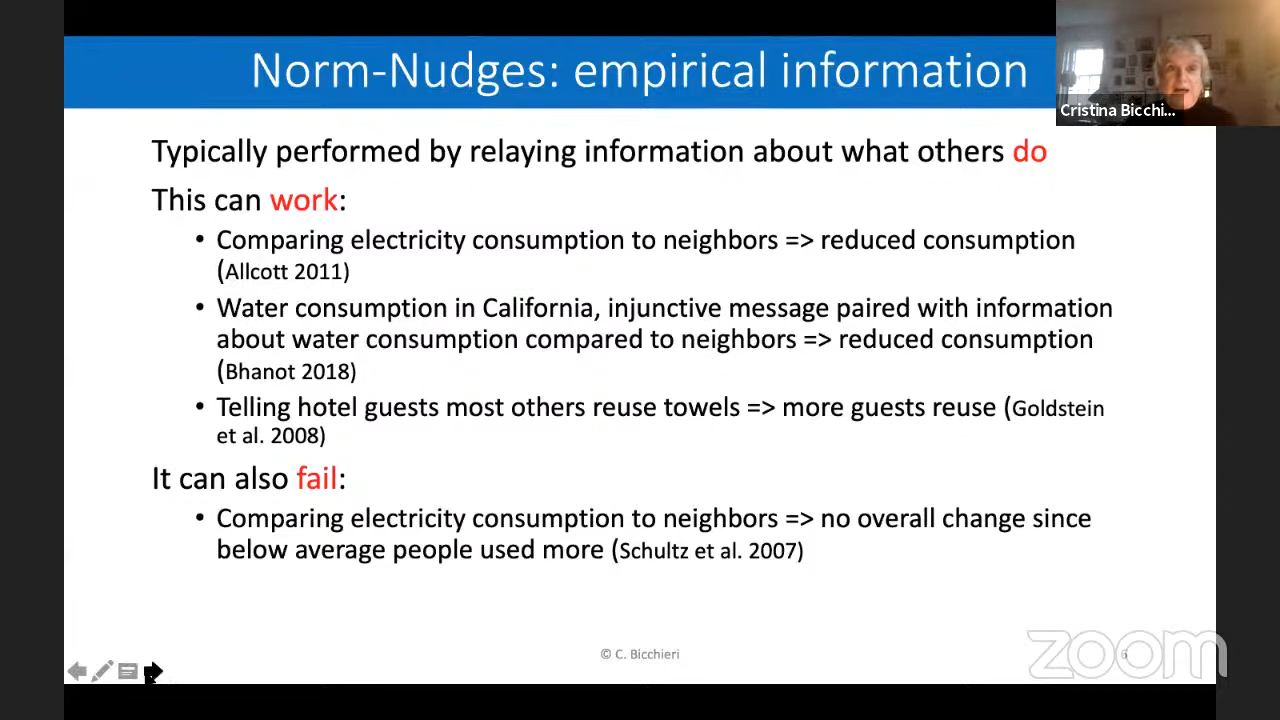 Norm-Nudges: empirical information
Cristina Bicchi...
Typically performed by relaying information about what others do
This can work:
• Comparing electricity consumption to neighbors => reduced consumption
(Allcott 2011)
• Water consumption in California, injunctive message paired with information
about water consumption compared to neighbors => reduced consumption
(Bhanot 2018)
• Telling hotel guests most others reuse towels => more guests reuse (Goldstein
et al. 2008)
It can also fail:
• Comparing electricity consumption to neighbors => no overall change since
below average people used more (Schultz et al. 2007)
© C. Bicchieri
6
zoom